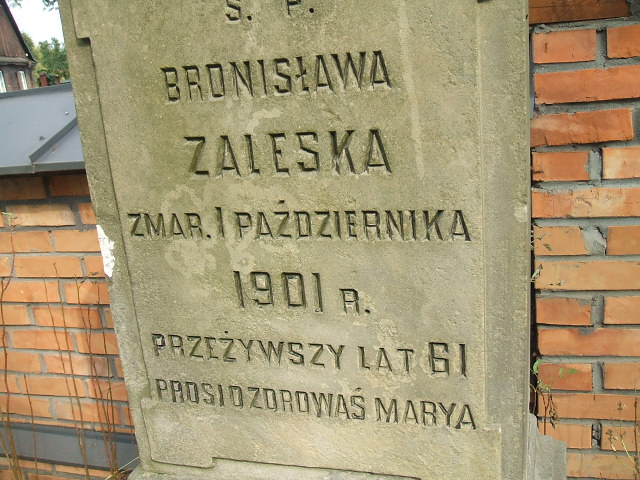 Ś. P.
BRONISŁAWA
ZALESKA
ZMAR. 1 PAŹDZIERNIKA
1901 R.
PRZEŻYWSZY LAT 61
PROSI O ZDROWAŚ MARYA